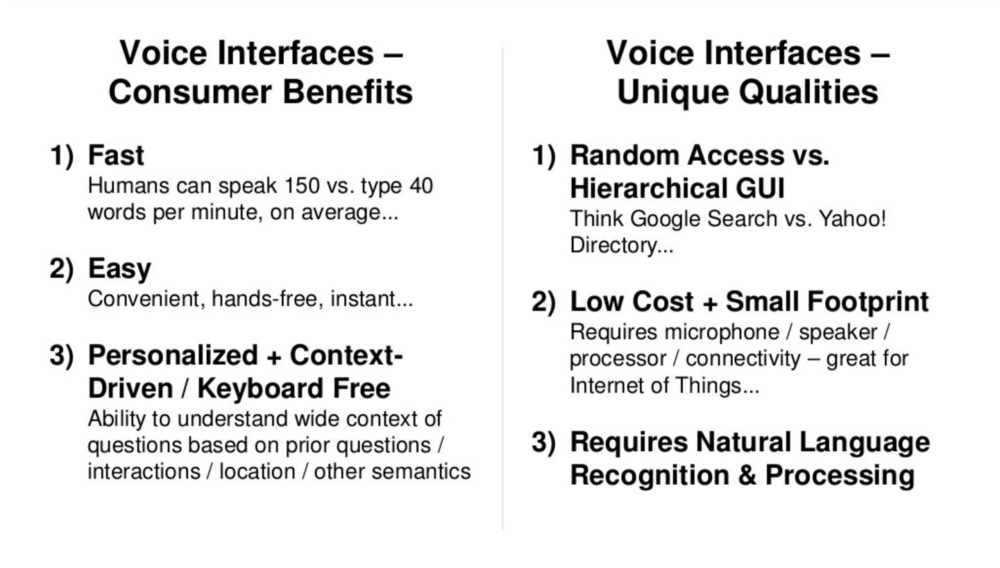 Voice Interfaces –
Consumer Benefits
1) Fast
Humans can speak 150 vs. type 40
words per minute, on average...
2) Easy
Convenient, hands-free, instant...
3) Personalized + Context-
Driven / Keyboard Free
Ability to understand wide context of
questions based on prior questions /
interactions / location / other semantics
Voice Interfaces –
Unique Qualities
1) Random Access vs.
Hierarchical GUI
Think Google Search vs. Yahoo!
Directory...
2) Low Cost + Small Footprint
Requires microphone / speaker /
processor / connectivity – great for
Internet of Things...
3) Requires Natural Language
Recognition & Processing